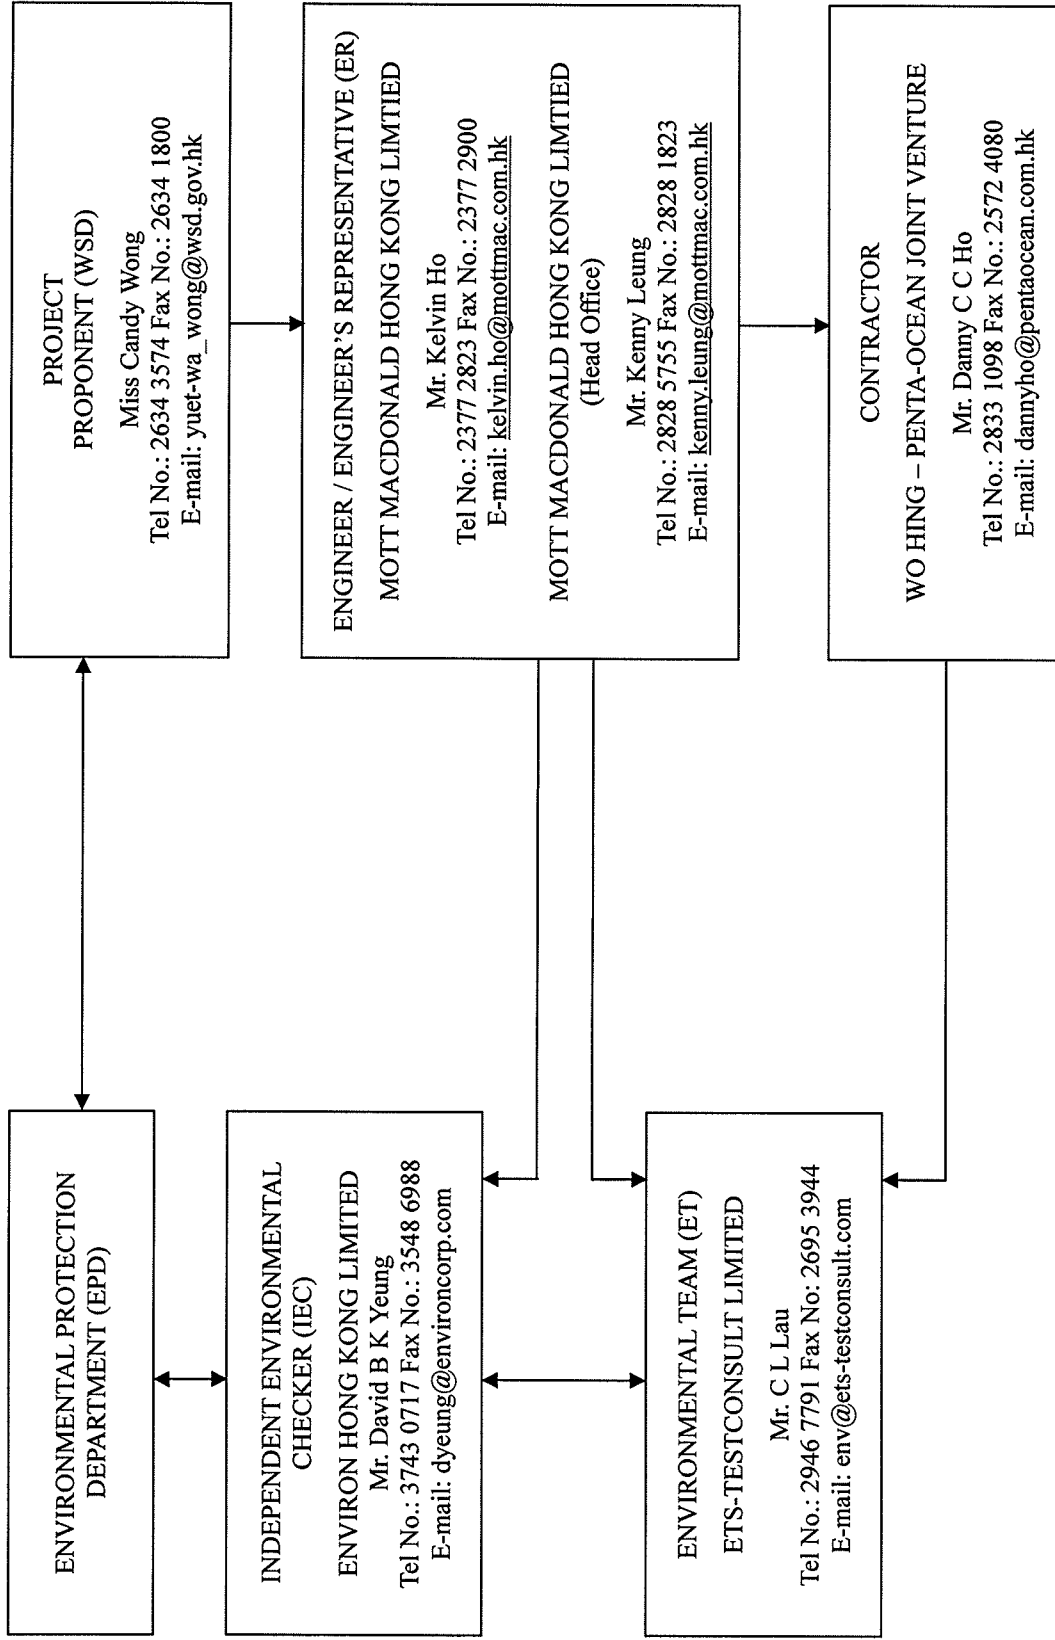 ENVIRONMENTAL PROTECTION
DEPARTMENT (EPD)
PROJECT
PROPONENT (WSD)
Miss Candy Wong
Tel No.: 2634 3574 Fax No.: 2634 1800
E-mail: yuet-wa_wong@wsd.gov.hk
INDEPENDENT ENVIRONMENTAL
CHECKER (IEC)
ENVIRON HONG KONG LIMITED
Mr. David B K Yeung
Tel No.: 3743 0717 Fax No.: 3548 6988
E-mail: dyeung@environcorp.com
ENGINEER / ENGINEER'S REPRESENTATIVE (ER)
MOTT MACDONALD HONG KONG LIMTIED
Mr. Kelvin Ho
Tel No.: 2377 2823 Fax No.: 2377 2900
E-mail: kelvin.ho@mottmac.com.hk
MOTT MACDONALD HONG KONG LIMTIED
(Head Office)
Mr. Kenny Leung
Tel No.: 2828 5755 Fax No.: 2828 1823
E-mail: kenny.leung@mottmac.com.hk
ENVIRONMENTAL TEAM (ET)
ETS-TESTCONSULT LIMITED
Mr. C L Lau
Tel No.: 2946 7791 Fax No: 2695 3944
E-mail: env@ets-testconsult.com
CONTRACTOR
WO HING – PENTA-OCEAN JOINT VENTURE
Mr. Danny C C Ho
Tel No.: 2833 1098 Fax No.: 2572 4080
E-mail: dannyho@pentaocean.com.hk